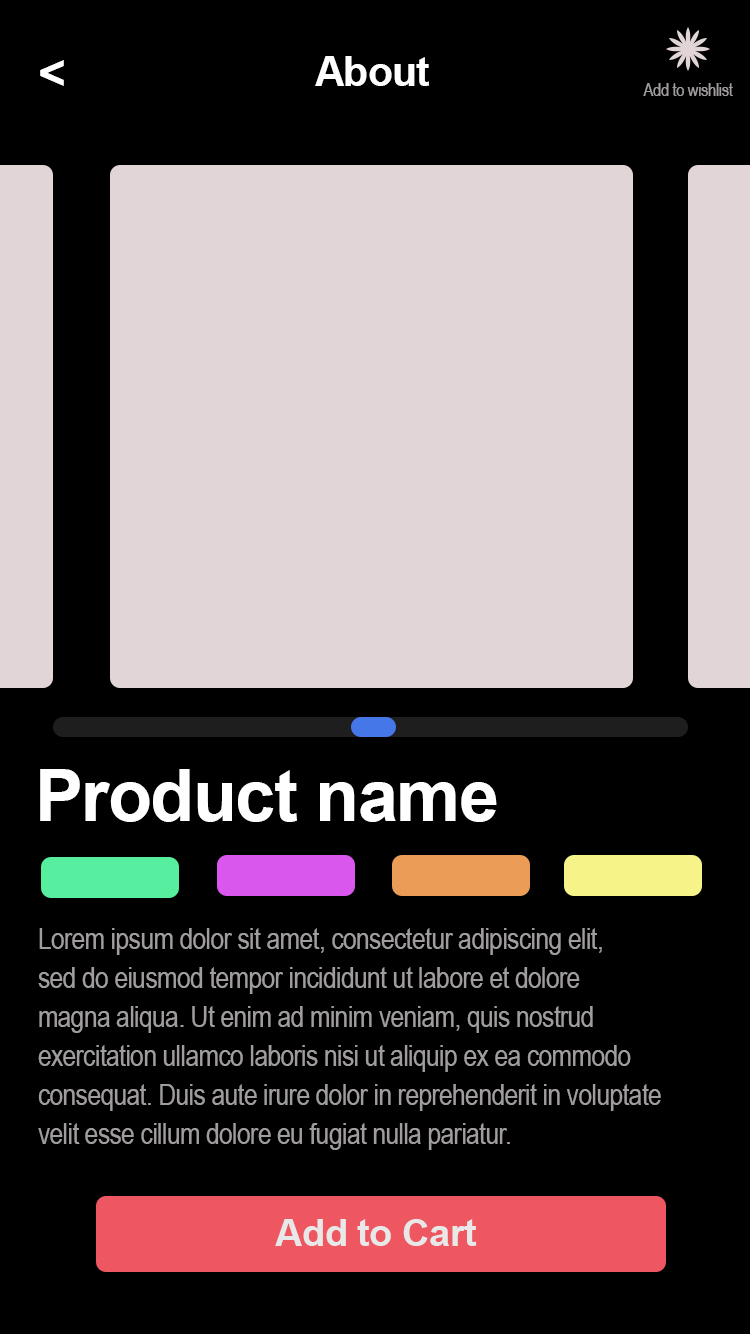 <
About
Add to wishlist
Product name
Lorem ipsum dolor sit amet, consectetur adipiscing elit,
sed do eiusmod tempor incididunt ut labore et dolore
magna aliqua. Ut enim ad minim veniam, quis nostrud
exercitation ullamco laboris nisi ut aliquip ex ea commodo
consequat. Duis aute irure dolor in reprehenderit in voluptate
velit esse cillum dolore eu fugiat nulla pariatur.
Add to Cart